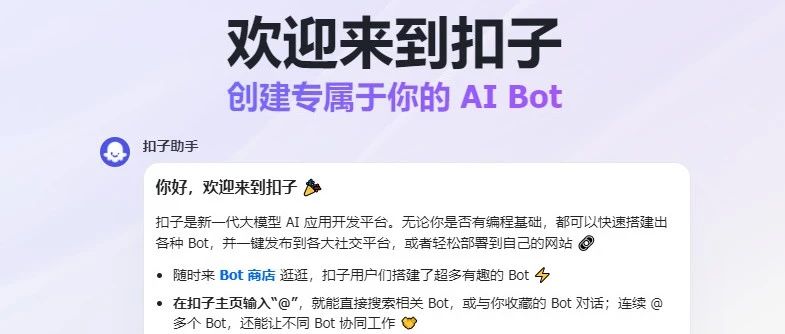 欢迎来到扣子
创建专属于你的 AI Bot
扣子助手
你好，欢迎来到扣子 🎉
扣子是新一代大模型 AI 应用开发平台。无论你是否有编程基础，都可以快速搭建出
各种 Bot，并一键发布到各大社交平台，或者轻松部署到自己的网站
• 随时来 Bot 商店 逛逛，扣子用户们搭建了超多有趣的 Bot ⚡
• 在扣子主页输入“@”，就能直接搜索相关 Bot，或与你收藏的 Bot 对话；连续 @
多个 Bot，还能让不同 Bot 协同工作